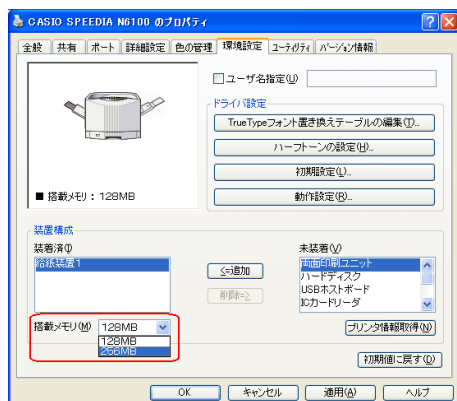 CASIO SPEEDIA N6100 のプロパティ
全般 共有 ポート 詳細設定 色の管理 環境設定 ユーティリティ バージョン情報
ユーザ名指定(U)
ドライバ設定
TrueTypeフォント置き換えテーブルの編集(T)...
ハーフトーンの設定(H)...
初期設定(L)...
動作設定(R)...
■ 搭載メモリ : 128MB
装置構成
装着済(I)
給紙装置1
<=追加
削除=>
未装着(V)
両面印刷ユニット
ハードディスク
USBホストボード
ICカードリーダ
搭載メモリ(M) 128MB
128MB
256MB
プリンタ情報取得(N)
初期値に戻す(D)
OK キャンセル 適用(A) ヘルプ